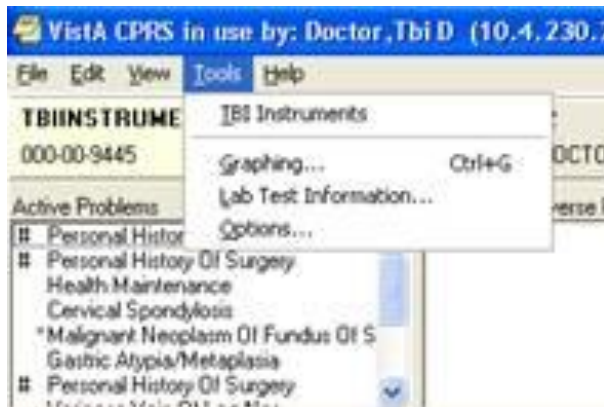 VistA CPRS in use by: Doctor,Tbi D (10.4.230.
File Edit View Tools Help
TBIINSTRUME
TBI Instruments
000-00-9445
Graphing... Ctrl+G
DOCTO
Lab Test Information...
Active Problems
verse
Options...
# Personal Histor
# Personal History Of Surgery
Health Maintenance
Cervical Spondylosis
*Malignant Neoplasm Of Fundus Of S
Gastric Atypia/Metaplasia
# Personal History Of Surgery